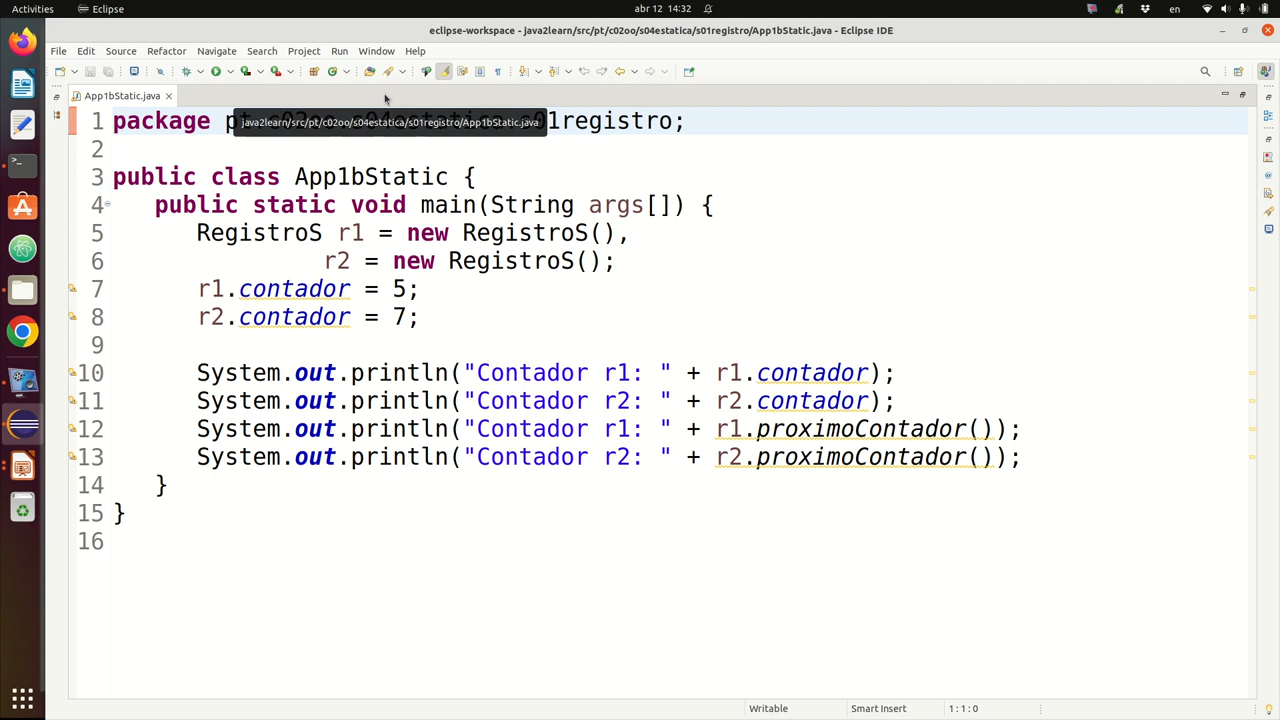 Activities Eclipse abr 12 14:32 en
eclipse-workspace - java2learn/src/pt/c02oo/s04estatica/s01registro/App1bStatic.java - Eclipse IDE
File Edit Source Refactor Navigate Search Project Run Window Help
App1bStatic.java
1 package pt.c02oo.s04estatica.s01registro;
java2learn/src/pt/c02oo/s04estatica/s01registro/App1bStatic.java
2
3 public class App1bStatic {
4 public static void main(String args[]) {
5 RegistroS r1 = new RegistroS(),
6 r2 = new RegistroS();
7 r1.contador = 5;
8 r2.contador = 7;
9
10 System.out.println("Contador r1: " + r1.contador);
11 System.out.println("Contador r2: " + r2.contador);
12 System.out.println("Contador r1: " + r1.proximoContador());
13 System.out.println("Contador r2: " + r2.proximoContador());
14 }
15 }
16
Writable Smart Insert 1:1:0